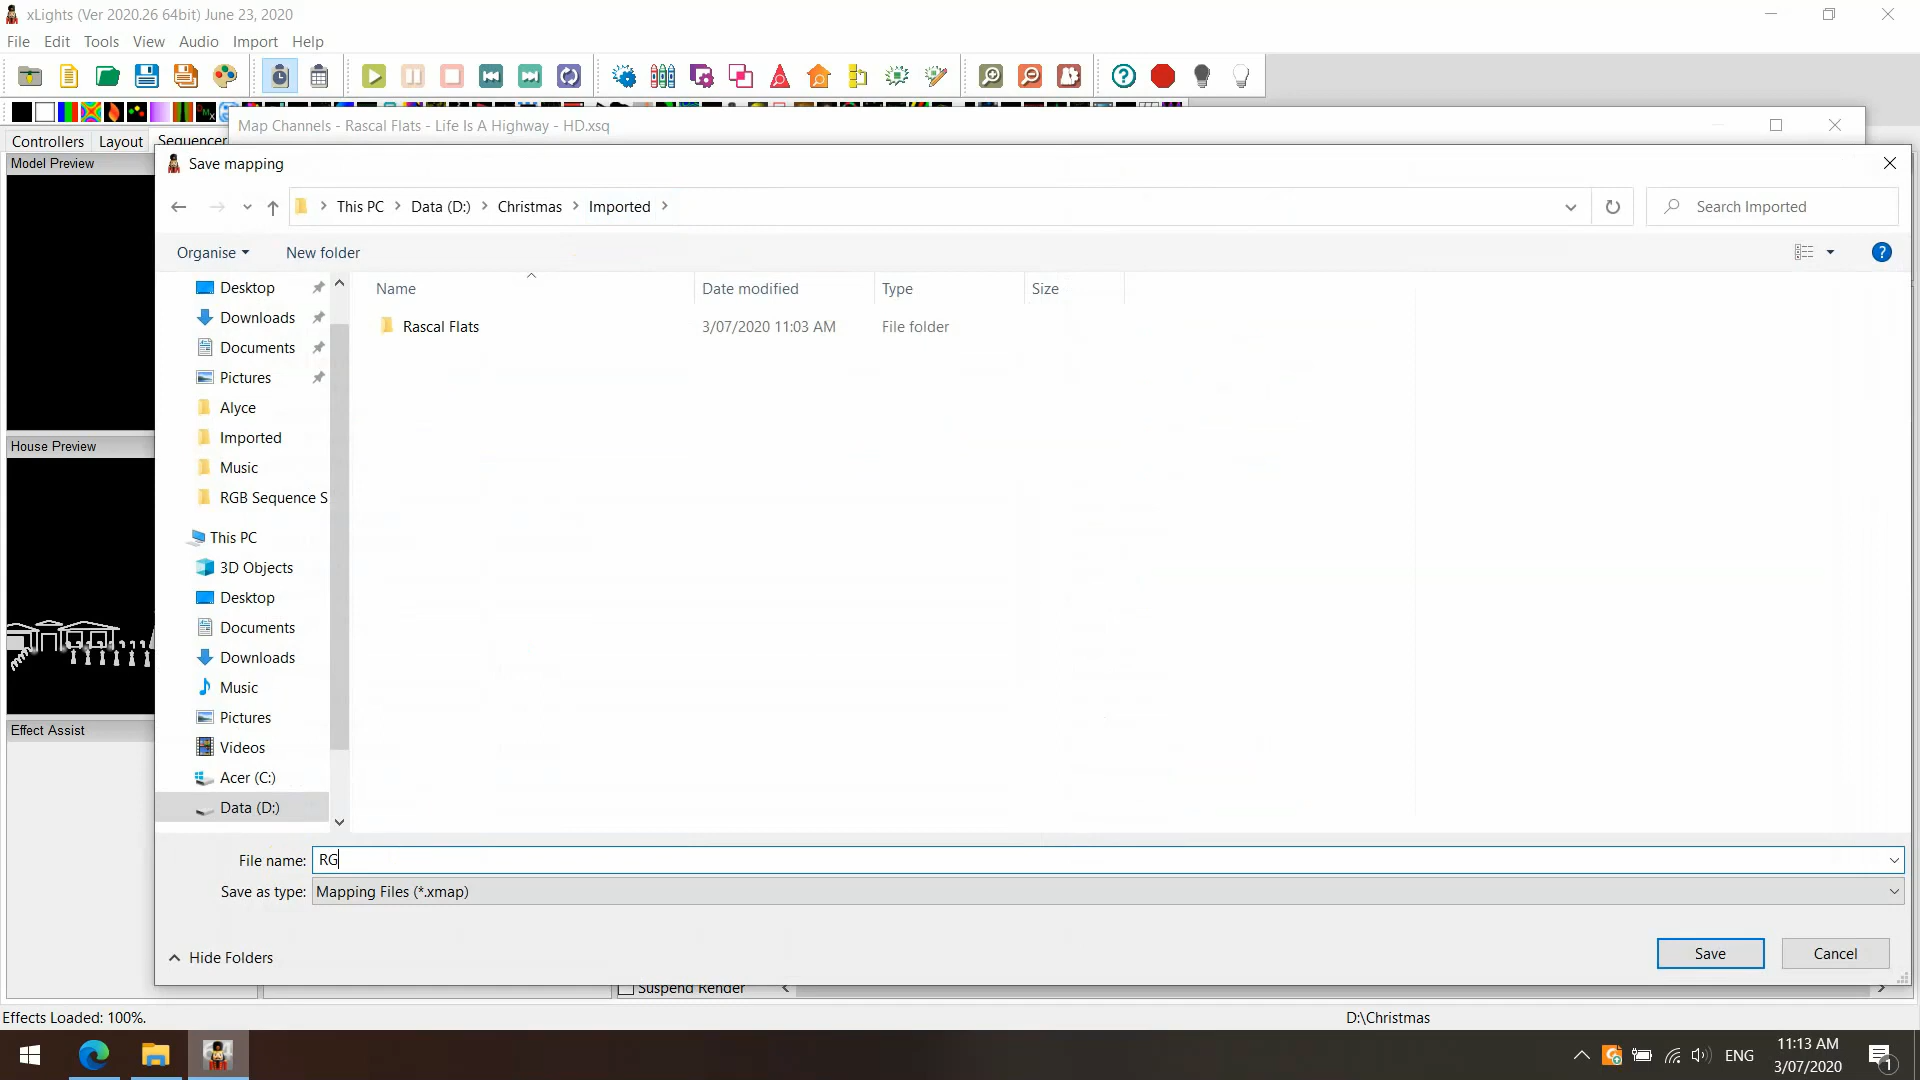 xLights (Ver 2020.26 64bit) June 23, 2020
File Edit Tools View Audio Import Help
Map Channels - Rascal Flats - Life Is A Highway - HD.xsq
Controllers Layout Sequencer
Model Preview
Save mapping
This PC Data (D:) Christmas Imported
Search Imported
Organise New folder
Name Date modified Type Size
Rascal Flats 3/07/2020 11:03 AM File folder
Desktop
Downloads
Documents
Pictures
Alyce
Imported
Music
RGB Sequence S
This PC
3D Objects
Desktop
Documents
Downloads
Music
Pictures
Videos
Acer (C:)
Data (D:)
House Preview
Effect Assist
File name: RG
Save as type: Mapping Files (*.xmap)
Hide Folders
Save Cancel
Suspend Render
Effects Loaded: 100%.
D:\Christmas
ENG
11:13 AM
3/07/2020
1